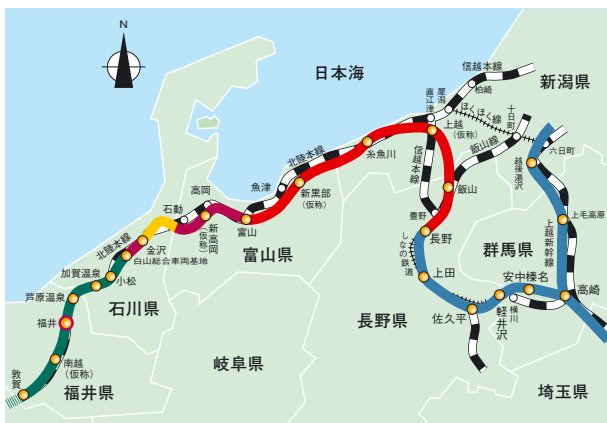 N
日本海
信越本線
柏崎
新潟県
犀潟
直江津
ほくほく線
十日町
上越
(仮称)
六日町
北陸本線
糸魚川
信越本線
飯山線
越後湯沢
魚津
新黒部
(仮称)
飯山
高岡
石動
豊野
上毛高原
新高岡
(仮称)
富山
長野
しなの鉄道
上越新幹線
北陸本線
金沢
白山総合車両基地
富山県
群馬県
加賀温泉
小松
上田
安中榛名
高崎
芦原温泉
石川県
長野県
佐久平
軽井沢
横川
福井
岐阜県
南越
(仮称)
敦賀
福井県
埼玉県